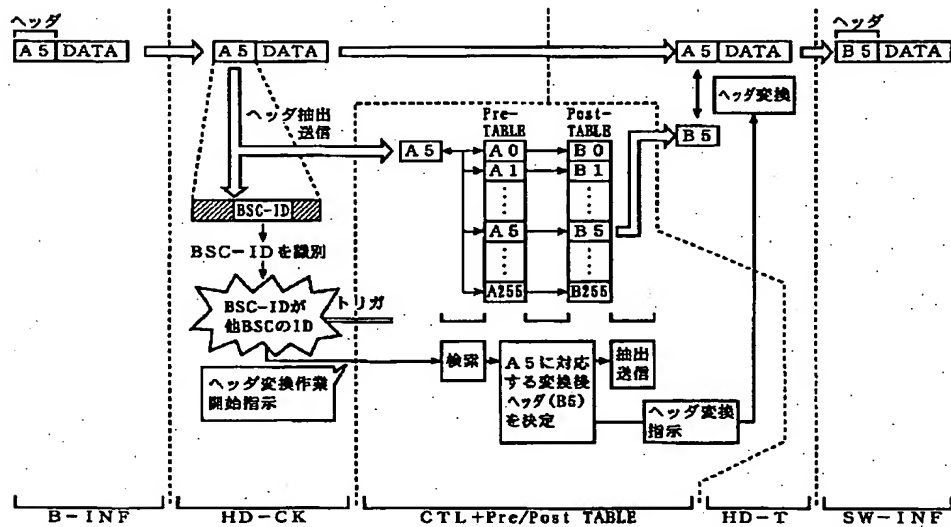 ヘッダ
A5 DATA
A5 DATA
A5 DATA
ヘッダ
B5 DATA
ヘッダ抽出
送信
ヘッダ変換
Pre-
TABLE
Post-
TABLE
A5
A0
B0
A1
B1
A5
B5
A255
B255
B5
BSC-ID
BSC-IDを識別
BSC-IDが
他BSCのID
トリガ
ヘッダ変換作業
開始指示
検索
A5に対応
する変換後
ヘッダ(B5)
を決定
抽出
送信
ヘッダ変換
指示
B-INF
HD-CK
CTL+Pre/Post TABLE
HD-T
SW-INF